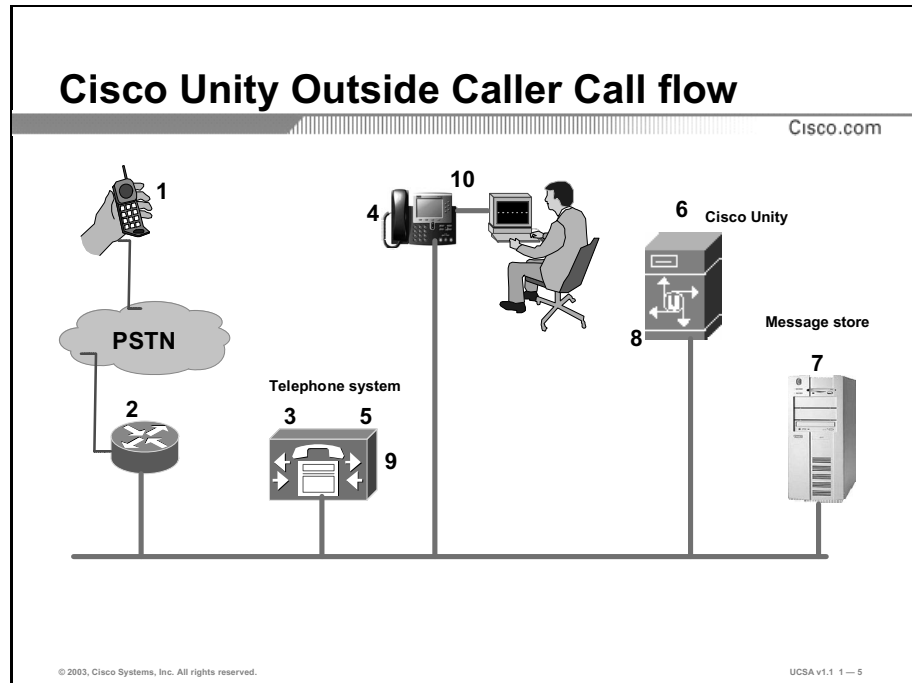 Cisco Unity Outside Caller Call flow
Cisco.com
1
10
4
6 Cisco Unity
PSTN
8
Message store
7
2
Telephone system
3 5
9
U
© 2003, Cisco Systems, Inc. All rights reserved.
UCSA v1.1 1 — 5